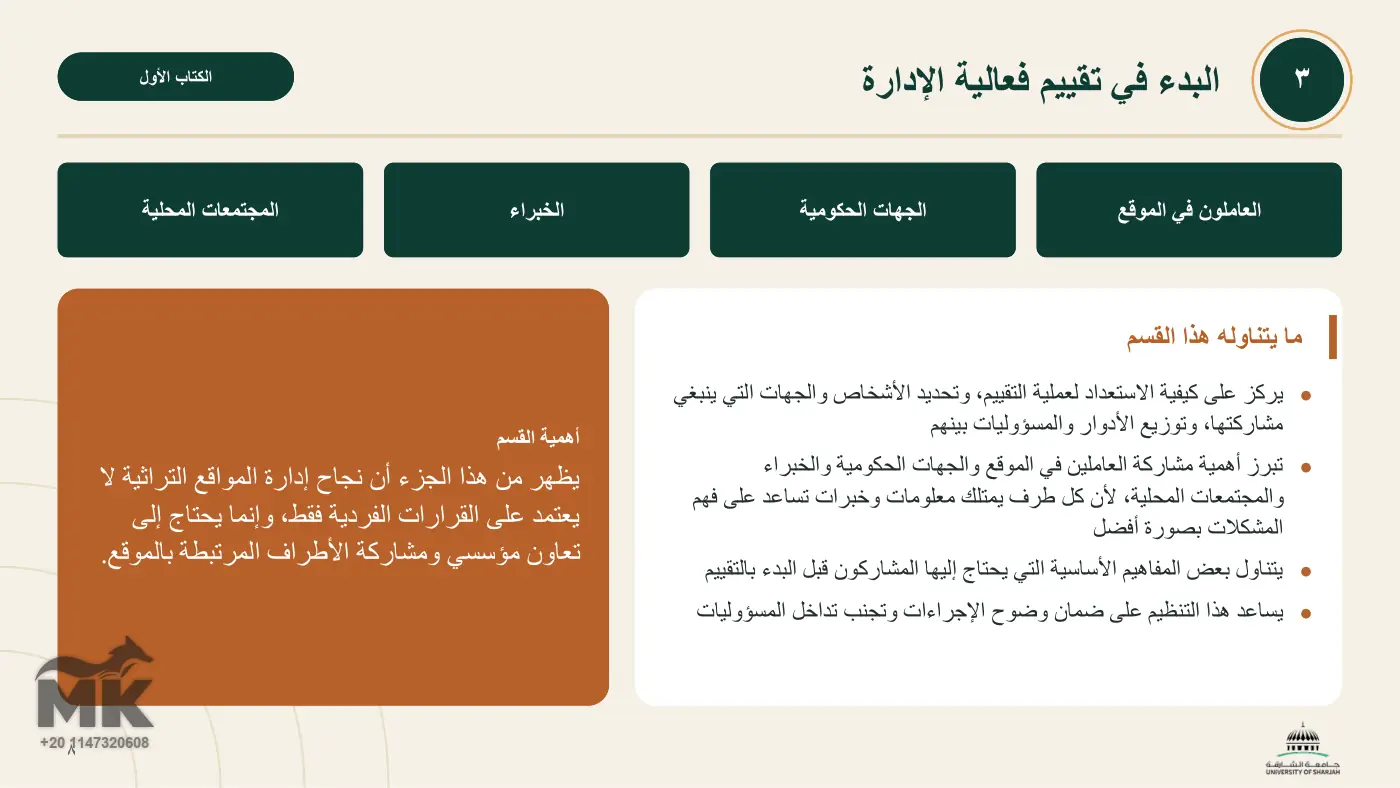 ٣
البدء في تقييم فعالية الإدارة
الكتاب الأول
العاملون في الموقع
الجهات الحكومية
الخبراء
المجتمعات المحلية
ما يتناوله هذا القسم
يركز على كيفية الاستعداد لعملية التقييم، وتحديد الأشخاص والجهات التي ينبغي
مشاركتها، وتوزيع الأدوار والمسؤوليات بينهم
تبرز أهمية مشاركة العاملين في الموقع والجهات الحكومية والخبراء
والمجتمعات المحلية، لأن كل طرف يمتلك معلومات وخبرات تساعد على فهم
المشكلات بصورة أفضل
يتناول بعض المفاهيم الأساسية التي يحتاج إليها المشاركون قبل البدء بالتقييم
يساعد هذا التنظيم على ضمان وضوح الإجراءات وتجنب تداخل المسؤوليات
أهمية القسم
يظهر من هذا الجزء أن نجاح إدارة المواقع التراثية لا
يعتمد على القرارات الفردية فقط، وإنما يحتاج إلى
تعاون مؤسسي ومشاركة الأطراف المرتبطة بالموقع.
MK
+20 1147320608
٨
جامعة الشارقة
UNIVERSITY OF SHARJAH